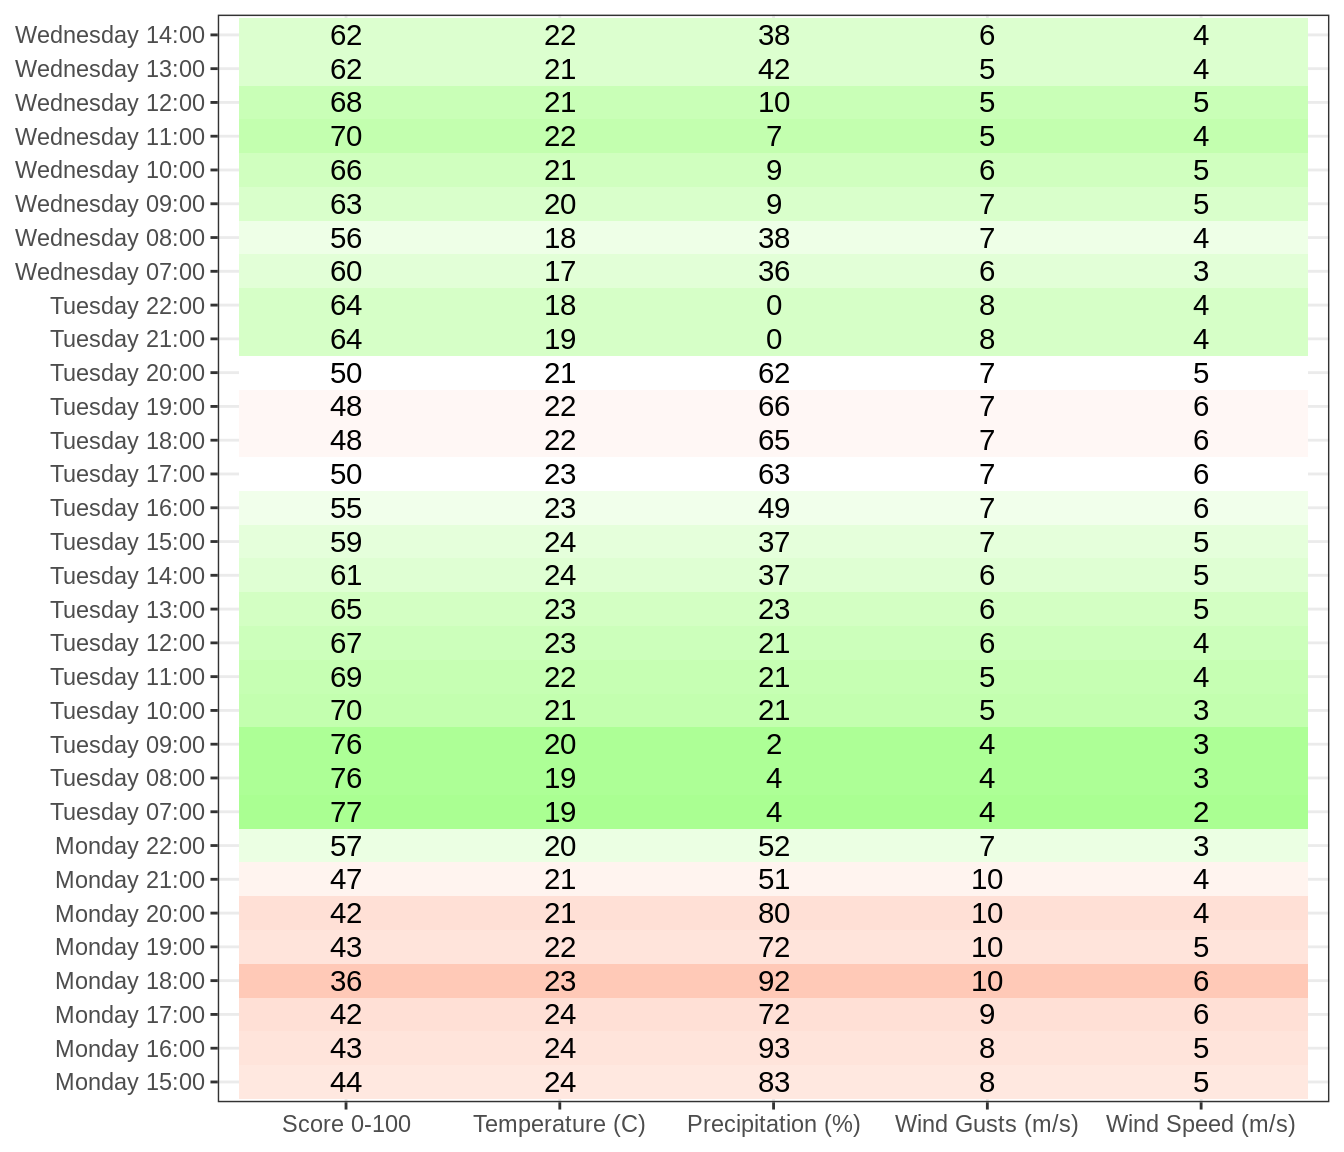 Wednesday 14:00 62 22 38 6 4
Wednesday 13:00 62 21 42 5 4
Wednesday 12:00 68 21 10 5 5
Wednesday 11:00 70 22 7 5 4
Wednesday 10:00 66 21 9 6 5
Wednesday 09:00 63 20 9 7 5
Wednesday 08:00 56 18 38 7 4
Wednesday 07:00 60 17 36 6 3
Tuesday 22:00 64 18 0 8 4
Tuesday 21:00 64 19 0 8 4
Tuesday 20:00 50 21 62 7 5
Tuesday 19:00 48 22 66 7 6
Tuesday 18:00 48 22 65 7 6
Tuesday 17:00 50 23 63 7 6
Tuesday 16:00 55 23 49 7 6
Tuesday 15:00 59 24 37 7 5
Tuesday 14:00 61 24 37 6 5
Tuesday 13:00 65 23 23 6 5
Tuesday 12:00 67 23 21 6 4
Tuesday 11:00 69 22 21 5 4
Tuesday 10:00 70 21 21 5 3
Tuesday 09:00 76 20 2 4 3
Tuesday 08:00 76 19 4 4 3
Tuesday 07:00 77 19 4 4 2
Monday 22:00 57 20 52 7 3
Monday 21:00 47 21 51 10 4
Monday 20:00 42 21 80 10 4
Monday 19:00 43 22 72 10 5
Monday 18:00 36 23 92 10 6
Monday 17:00 42 24 72 9 6
Monday 16:00 43 24 93 8 5
Monday 15:00 44 24 83 8 5
Score 0-100 Temperature (C) Precipitation (%) Wind Gusts (m/s) Wind Speed (m/s)